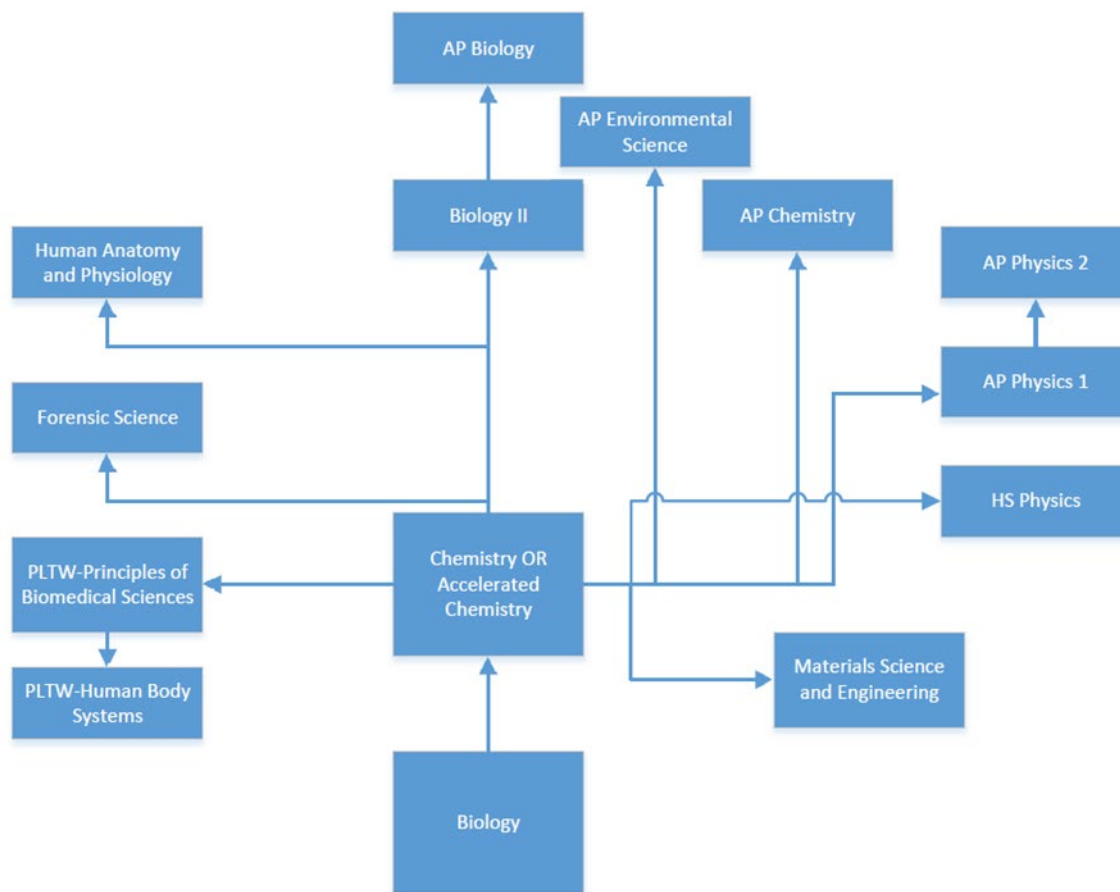 AP Biology
AP Environmental
Science
Biology II
AP Chemistry
Human Anatomy
and Physiology
AP Physics 2
AP Physics 1
Forensic Science
HS Physics
Chemistry OR
Accelerated
Chemistry
PLTW-Principles of
Biomedical Sciences
Materials Science
and Engineering
PLTW-Human Body
Systems
Biology